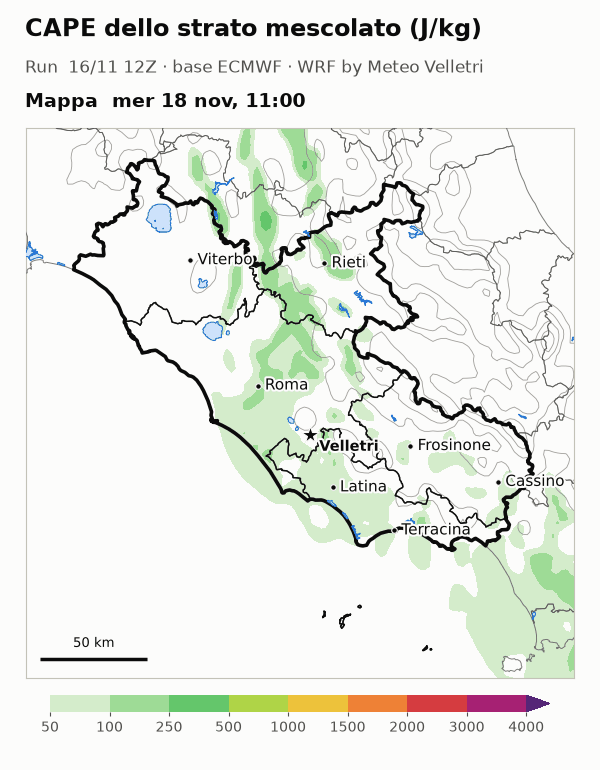 CAPE dello strato mescolato (J/kg)
Run  16/11 12Z · base ECMWF · WRF by Meteo Velletri
Mappa  mer 18 nov, 11:00
Viterbo
Rieti
Roma
Velletri
Frosinone
Latina
Cassino
Terracina
50 km
50 100 250 500 1000 1500 2000 3000 4000